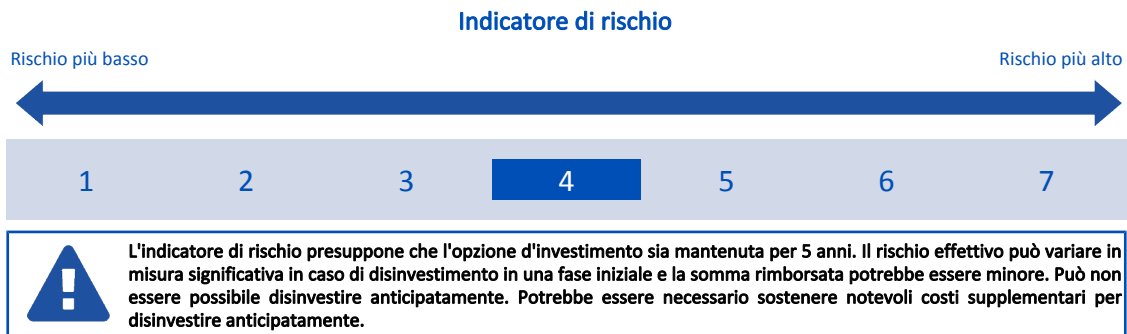 Indicatore di rischio
Rischio più basso Rischio più alto
1 2 3 4 5 6 7
L'indicatore di rischio presuppone che l'opzione d'investimento sia mantenuta per 5 anni. Il rischio effettivo può variare in
misura significativa in caso di disinvestimento in una fase iniziale e la somma rimborsata potrebbe essere minore. Può non
essere possibile disinvestire anticipatamente. Potrebbe essere necessario sostenere notevoli costi supplementari per
disinvestire anticipatamente.